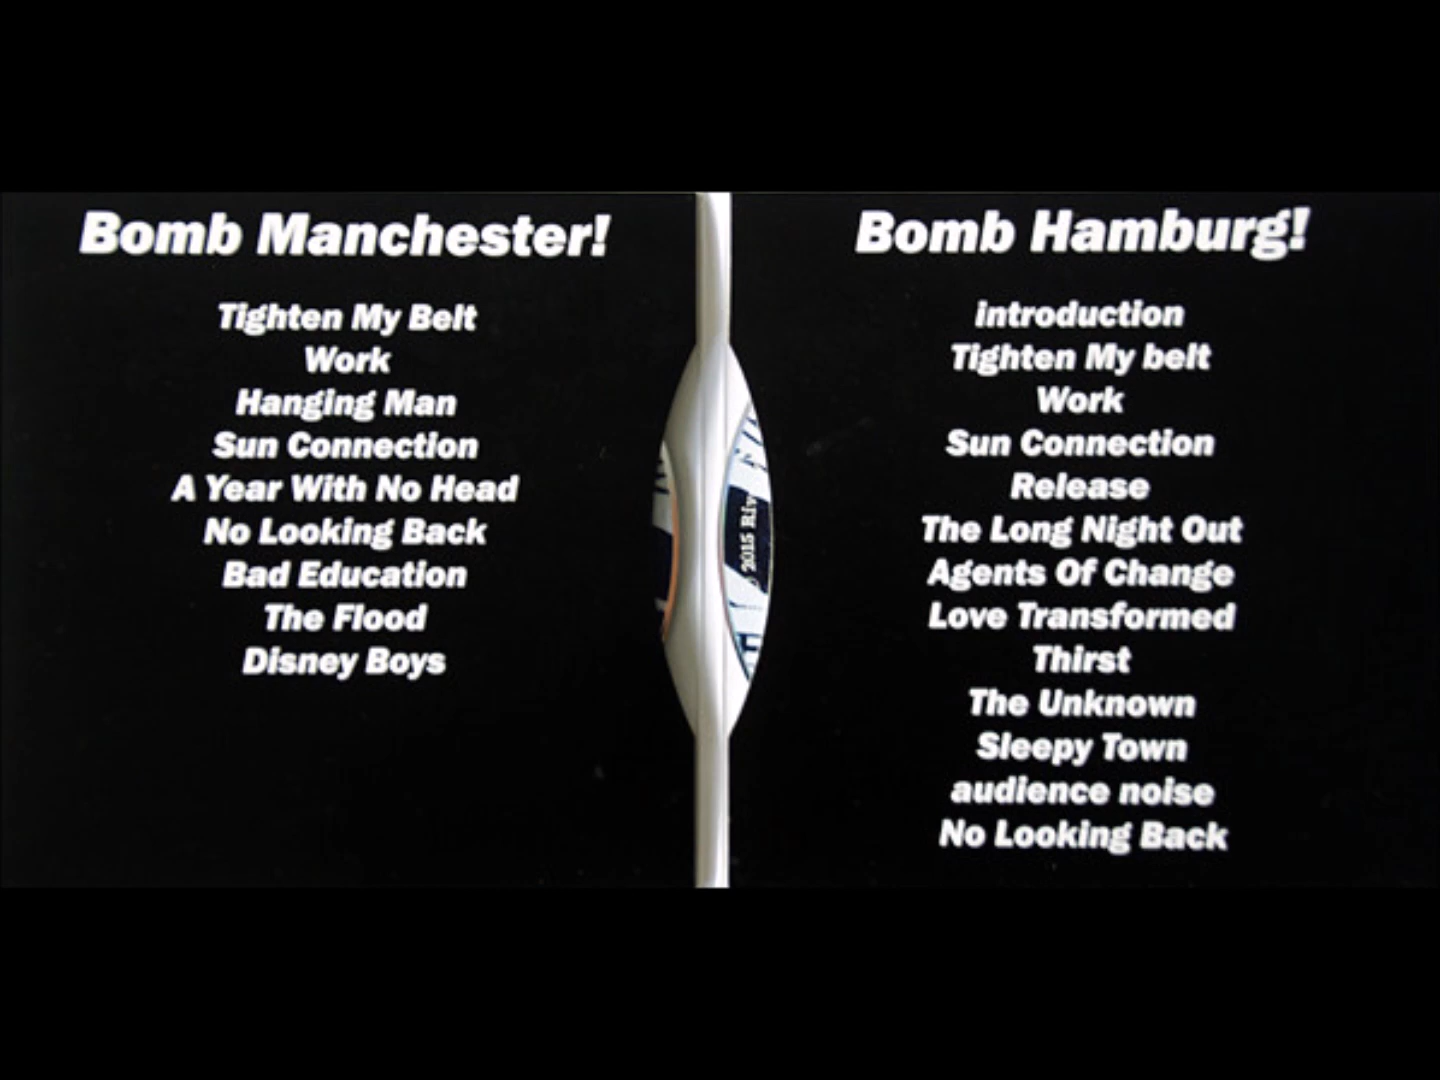 Bomb Manchester!
Tighten My Belt
Work
Hanging Man
Sun Connection
A Year With No Head
No Looking Back
Bad Education
The Flood
Disney Boys
2015
Bomb Hamburg!
introduction
Tighten My belt
Work
Sun Connection
Release
The Long Night Out
Agents Of Change
Love Transformed
Thirst
The Unknown
Sleepy Town
audience noise
No Looking Back